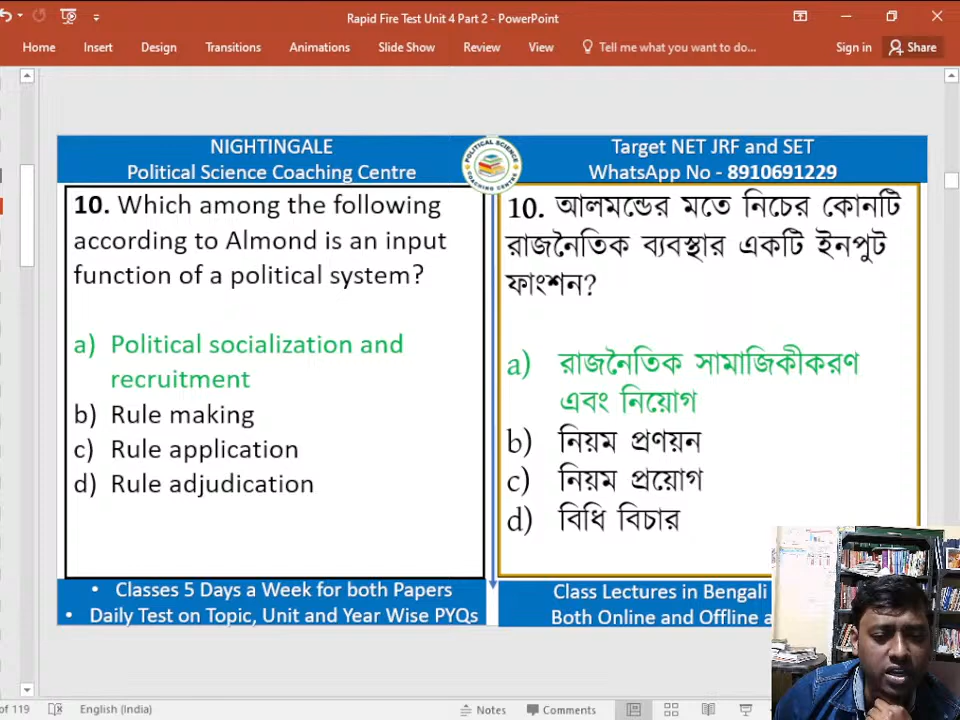 Rapid Fire Test Unit 4 Part 2 - PowerPoint
Home Insert Design Transitions Animations Slide Show Review View Tell me what you want to do... Sign in Share
NIGHTINGALE
Political Science Coaching Centre
POLITICAL SCIENCE
COACHING CENTRE
Target NET JRF and SET
WhatsApp No - 8910691229
10. Which among the following
according to Almond is an input
function of a political system?
a) Political socialization and
recruitment
b) Rule making
c) Rule application
d) Rule adjudication
10. আলমন্ডের মতে নিচের কোনটি
রাজনৈতিক ব্যবস্থার একটি ইনপুট
ফাংশন?
a) রাজনৈতিক সামাজিকীকরণ
এবং নিয়োগ
b) নিয়ম প্রণয়ন
c) নিয়ম প্রয়োগ
d) বিধি বিচার
• Classes 5 Days a Week for both Papers
• Daily Test on Topic, Unit and Year Wise PYQs
Class Lectures in Bengali
Both Online and Offline a
of 119 English (India) Notes Comments